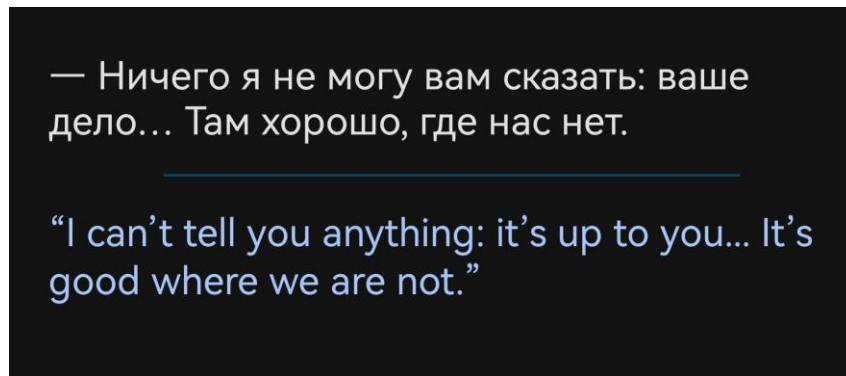 — Ничего я не могу вам сказать: ваше
дело… Там хорошо, где нас нет.
“I can’t tell you anything: it’s up to you... It’s
good where we are not.”